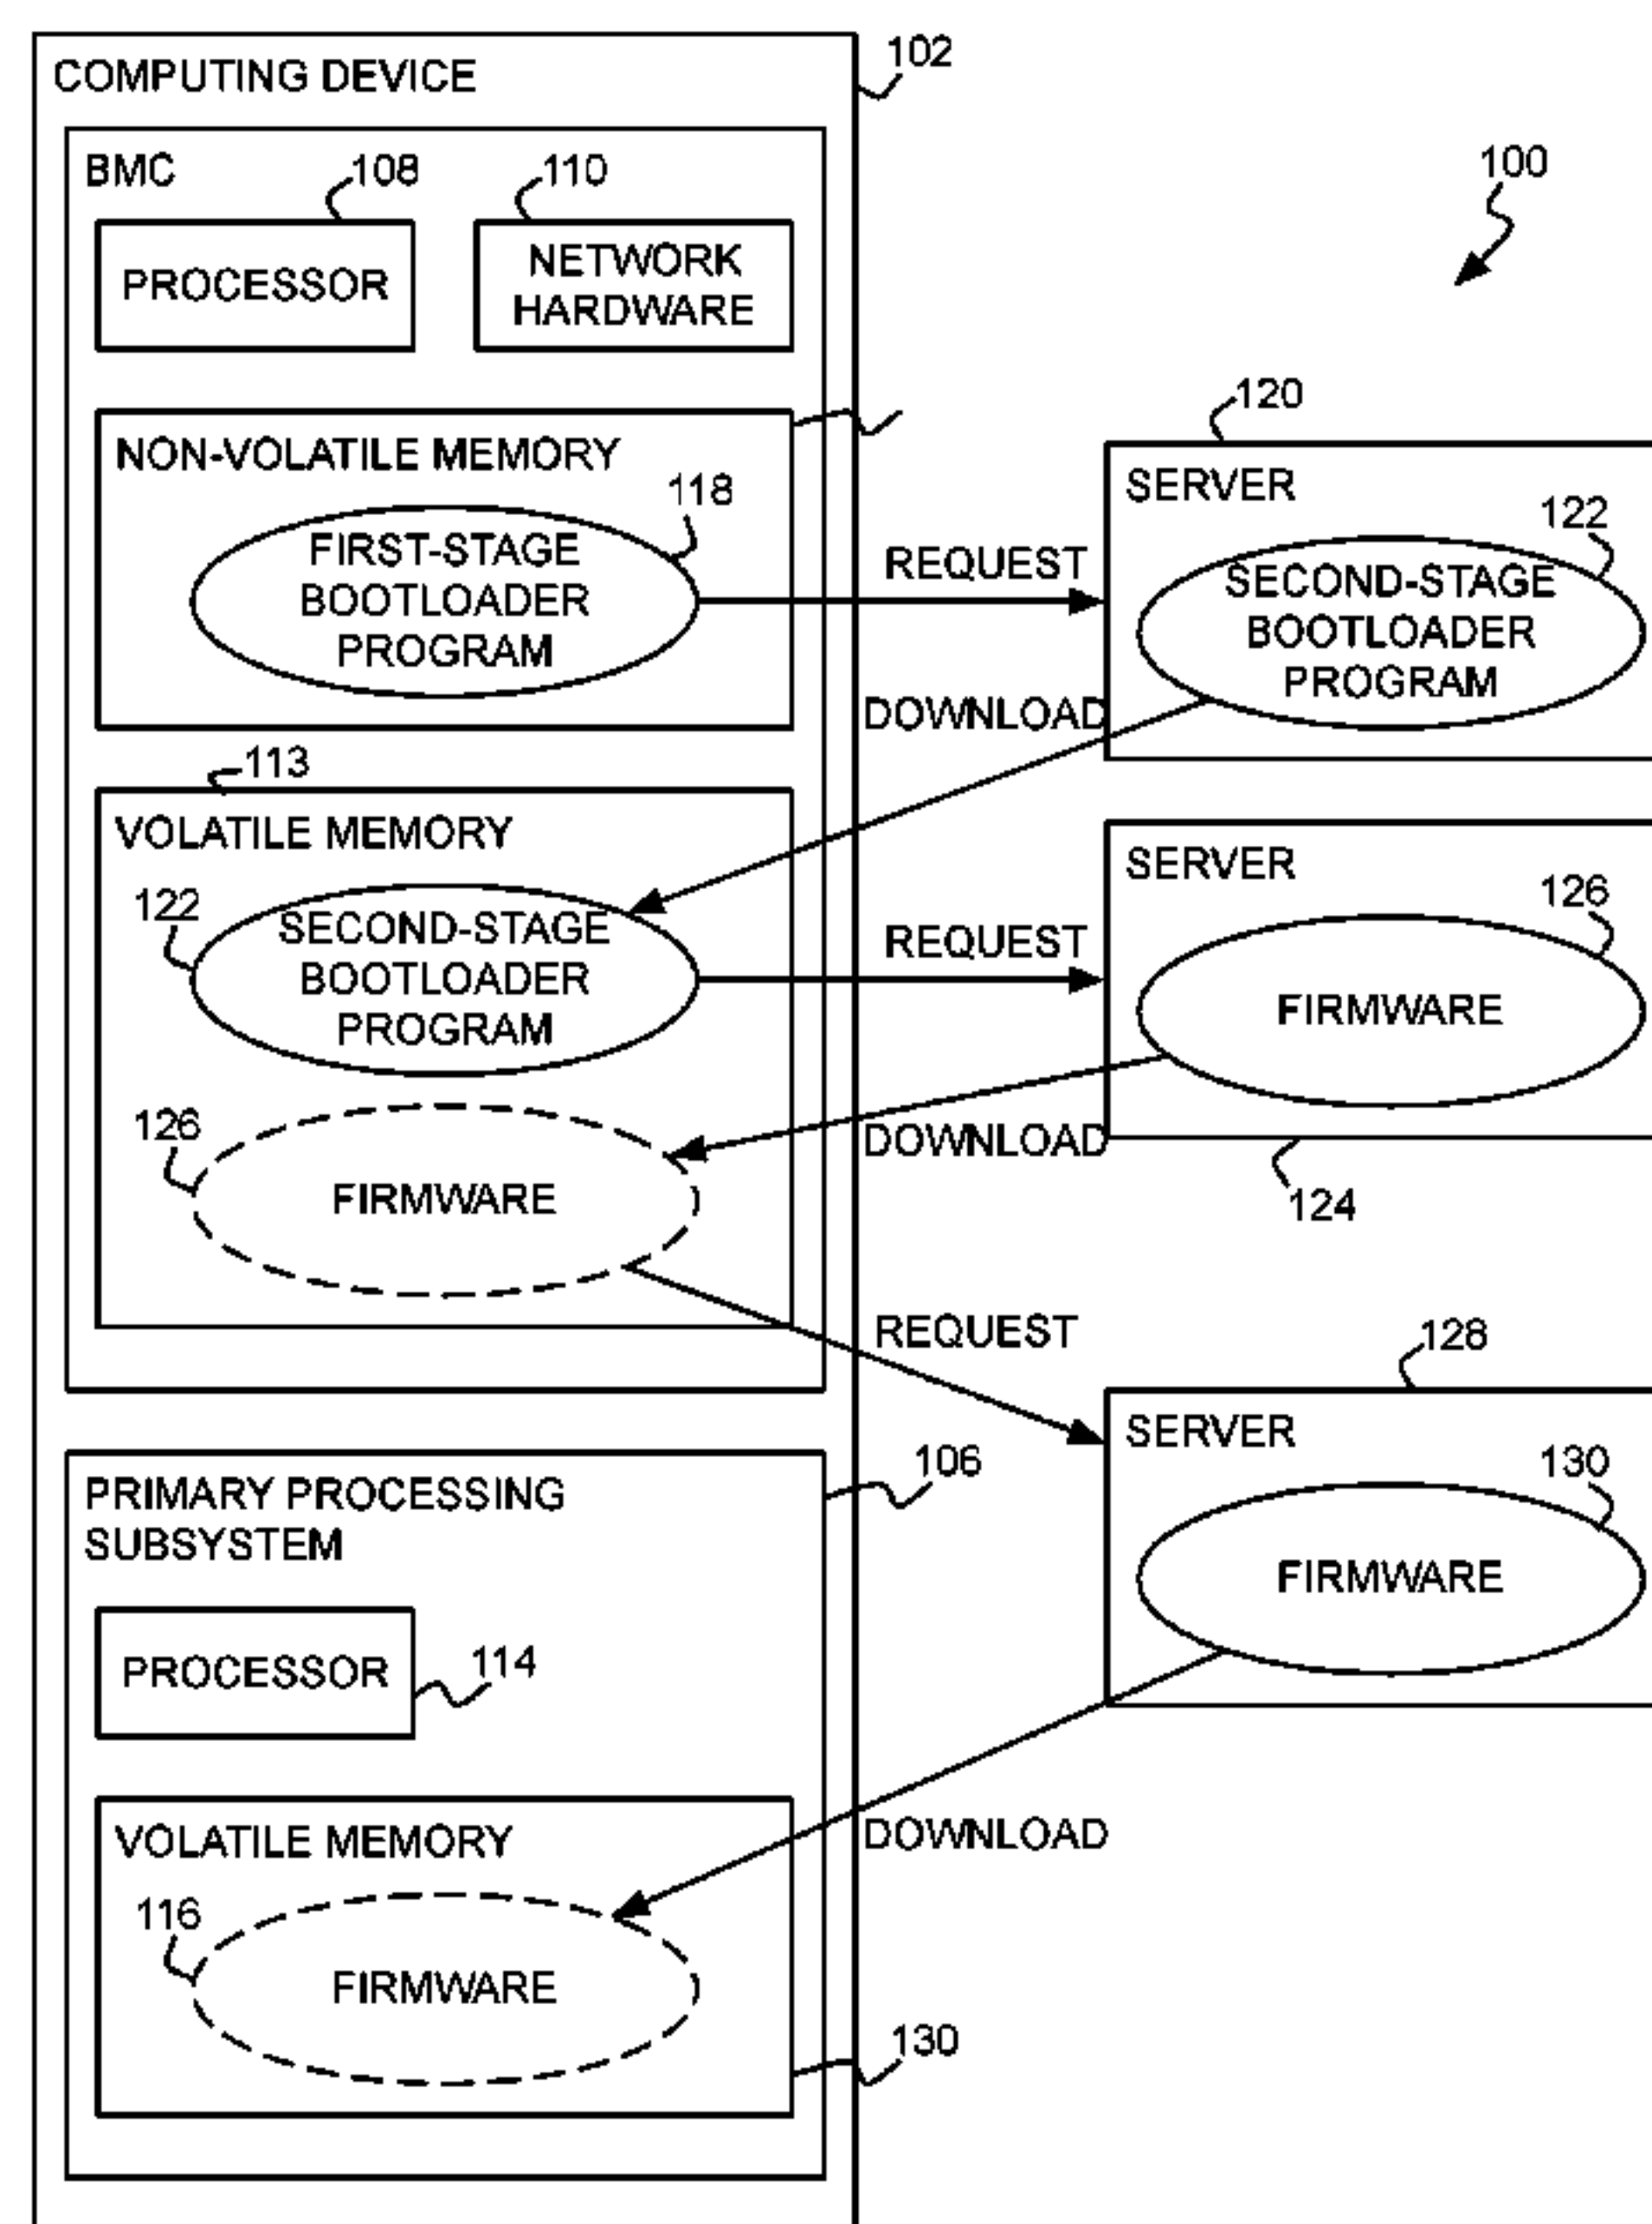 COMPUTING DEVICE
102
BMC
108
110
100
PROCESSOR
NETWORK
HARDWARE
120
NON-VOLATILE MEMORY
118
FIRST-STAGE
BOOTLOADER
PROGRAM
REQUEST
SERVER
122
SECOND-STAGE
BOOTLOADER
PROGRAM
DOWNLOAD
113
VOLATILE MEMORY
122
SECOND-STAGE
BOOTLOADER
PROGRAM
REQUEST
SERVER
126
FIRMWARE
126
FIRMWARE
DOWNLOAD
124
REQUEST
128
SERVER
130
FIRMWARE
PRIMARY PROCESSING
SUBSYSTEM
106
PROCESSOR
114
DOWNLOAD
VOLATILE MEMORY
116
FIRMWARE
130